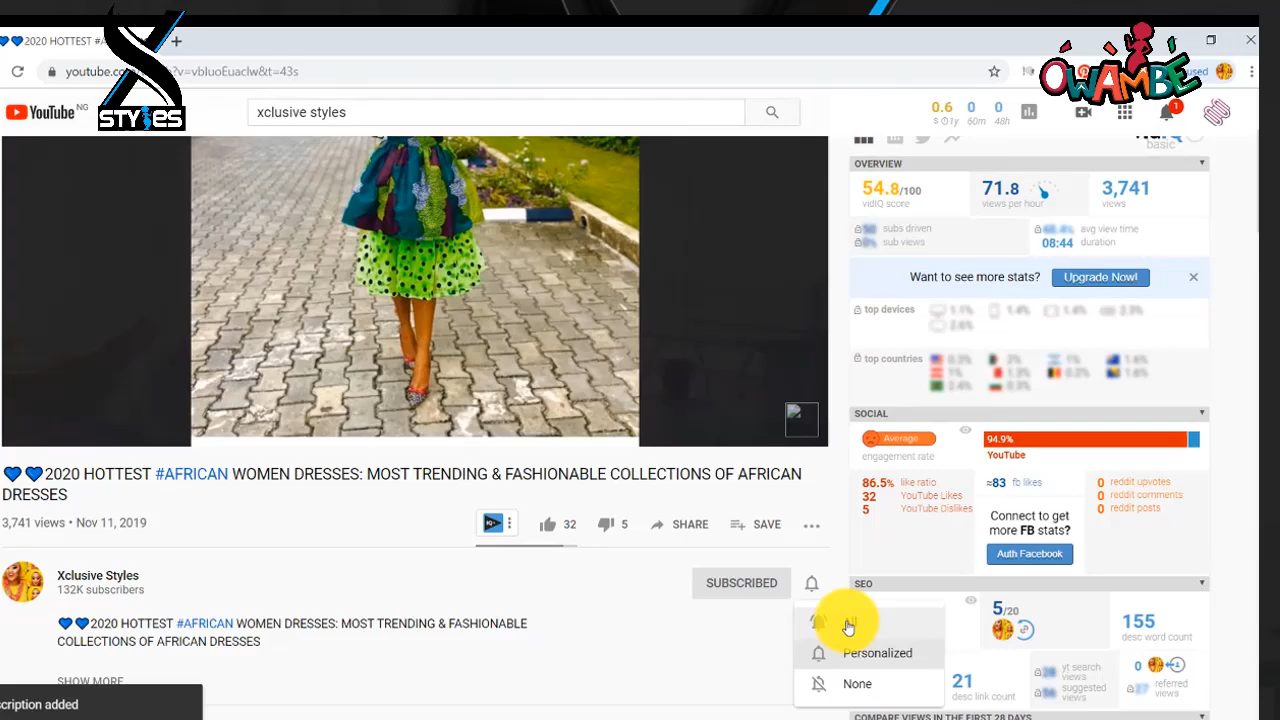 2020 HOTTEST #A
STYLES
OWAMBE
YouTube NG
xclusive styles
0.6 0 0
1y 60m 48h
1
basic
OVERVIEW
54.8/100 71.8 3,741
vidIQ score views per hour views
subs driven avg view time
sub views 08:44 duration
Want to see more stats? Upgrade Now!
top devices
top countries
SOCIAL
Average 94.9%
engagement rate YouTube
86.5% like ratio ≈83 fb likes 0 reddit upvotes
32 YouTube Likes 0 reddit comments
5 YouTube Dislikes 0 reddit posts
Connect to get
more FB stats?
Auth Facebook
💙💙2020 HOTTEST #AFRICAN WOMEN DRESSES: MOST TRENDING & FASHIONABLE COLLECTIONS OF AFRICAN
DRESSES
3,741 views • Nov 11, 2019
IQ 32 5 SHARE SAVE
Xclusive Styles
132K subscribers
SUBSCRIBED
💙💙2020 HOTTEST #AFRICAN WOMEN DRESSES: MOST TRENDING & FASHIONABLE
COLLECTIONS OF AFRICAN DRESSES
SHOW MORE
Personalized
None
scription added
SEO
5/20 155
desc word count
21 desc link count
yt search views
suggested views
0 referred views
COMPARE VIEWS IN THE FIRST 28 DAYS